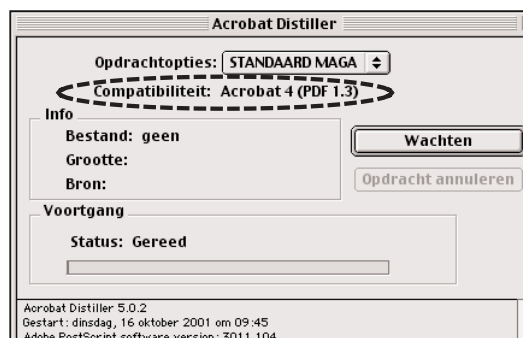 Acrobat Distiller
Opdrachtopties: STANDAARD MAGA
Compatibiliteit: Acrobat 4 (PDF 1.3)
Info
Bestand: geen
Grootte:
Bron:
Wachten
Opdracht annuleren
Voortgang
Status: Gereed
Acrobat Distiller 5.0.2
Gestart: dinsdag, 16 oktober 2001 om 09:45
Adobe PostScript software version: 3011.104